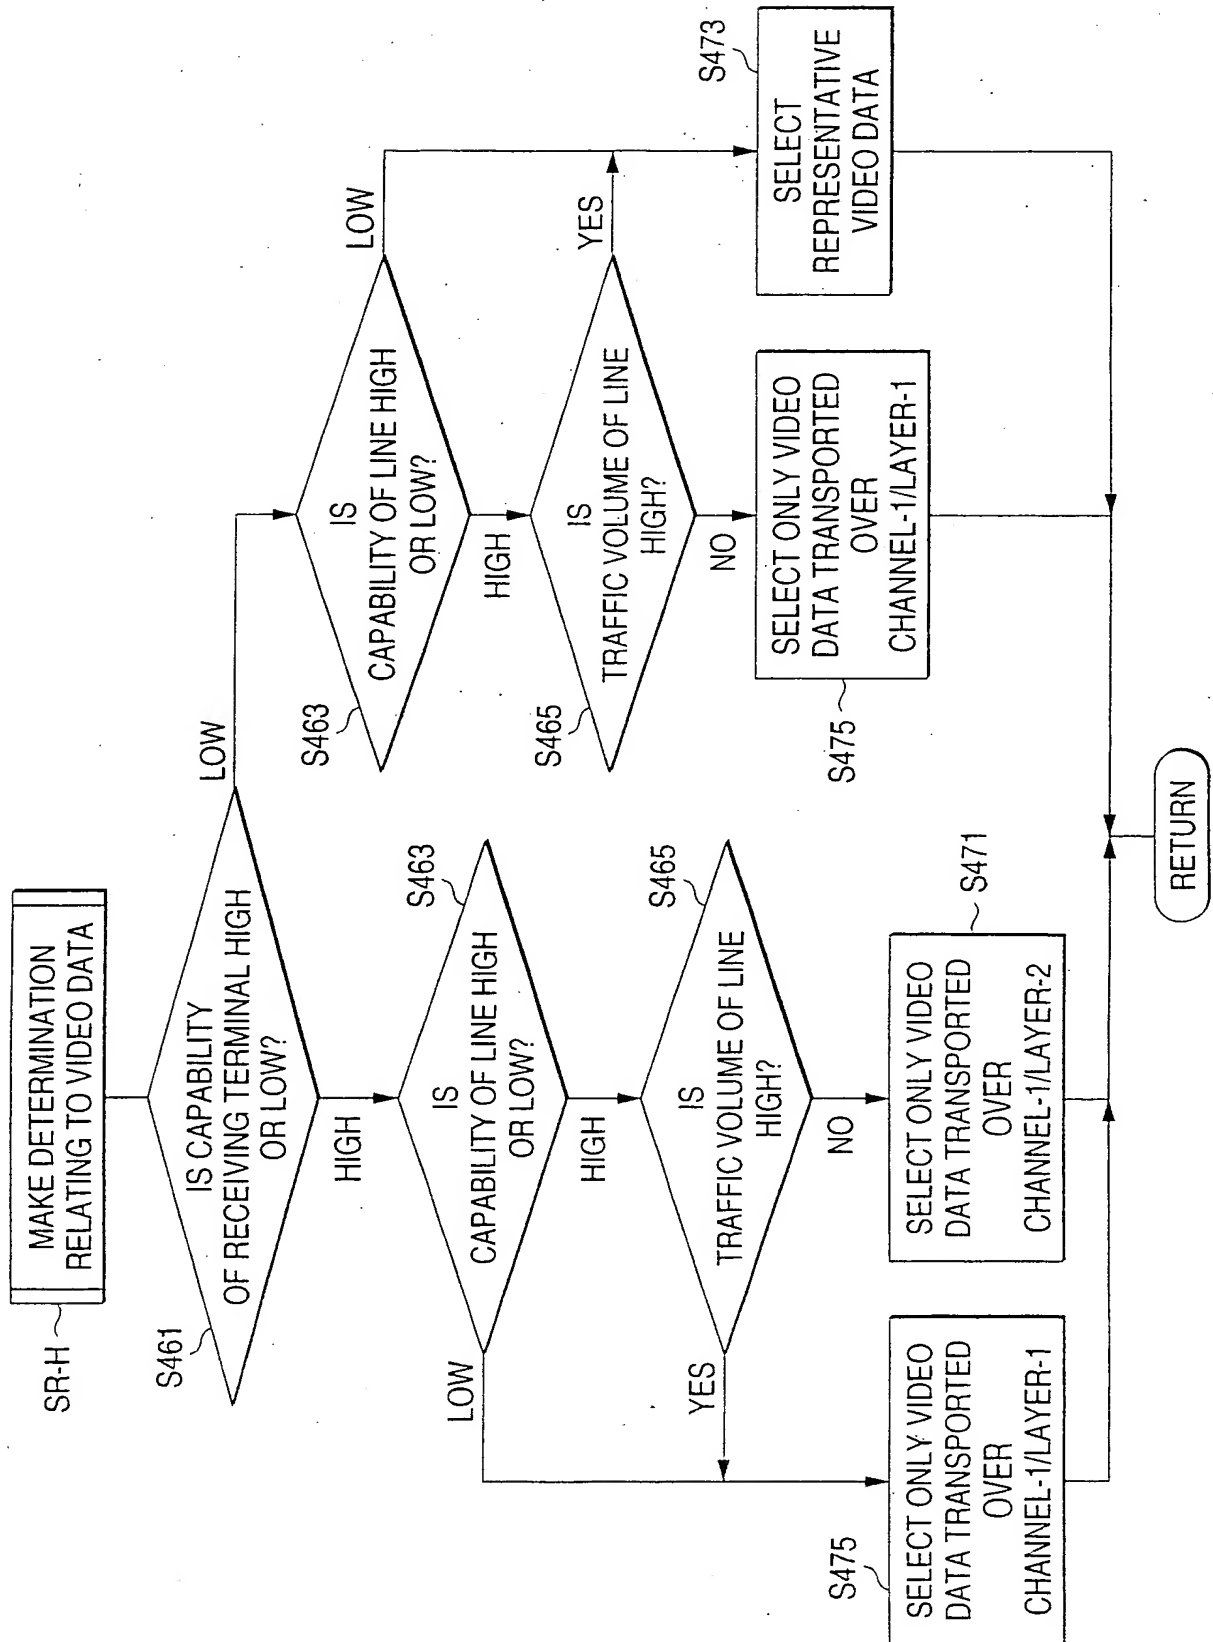 SR-H
MAKE DETERMINATION
RELATING TO VIDEO DATA
S461
IS CAPABILITY
OF RECEIVING TERMINAL HIGH
OR LOW?
LOW
HIGH
S463
IS
CAPABILITY OF LINE HIGH
OR LOW?
LOW
HIGH
S465
IS
TRAFFIC VOLUME OF LINE
HIGH?
YES
NO
S475
SELECT ONLY VIDEO
DATA TRANSPORTED
OVER
CHANNEL-1/LAYER-1
S471
SELECT ONLY VIDEO
DATA TRANSPORTED
OVER
CHANNEL-1/LAYER-2
S463
IS
CAPABILITY OF LINE HIGH
OR LOW?
LOW
HIGH
S465
IS
TRAFFIC VOLUME OF LINE
HIGH?
YES
NO
S475
SELECT ONLY VIDEO
DATA TRANSPORTED
OVER
CHANNEL-1/LAYER-1
S473
SELECT
REPRESENTATIVE
VIDEO DATA
RETURN